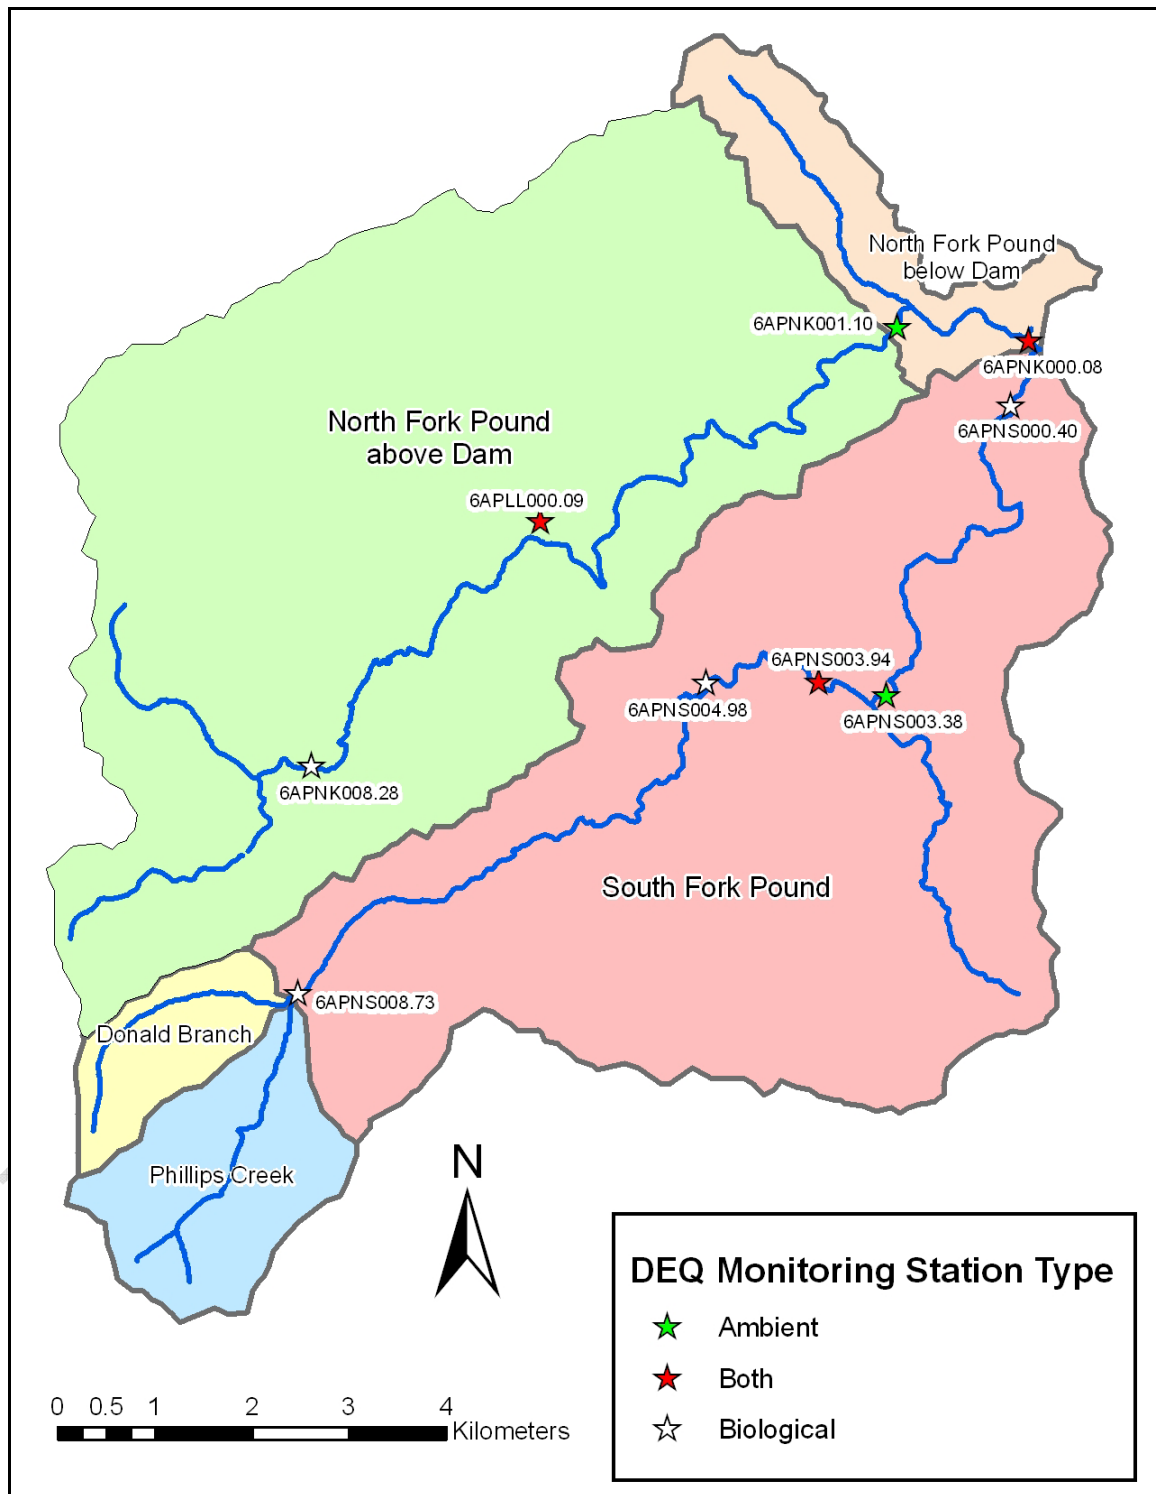 North Fork Pound
below Dam
6APNK001.10
6APNK000.08
6APNS000.40
North Fork Pound
above Dam
6APLL000.09
6APNS003.94
6APNS004.98
6APNS003.38
6APNK008.28
South Fork Pound
6APNS008.73
Donald Branch
Phillips Creek
N
DEQ Monitoring Station Type
Ambient
Both
Biological
0 0.5 1 2 3 4
Kilometers